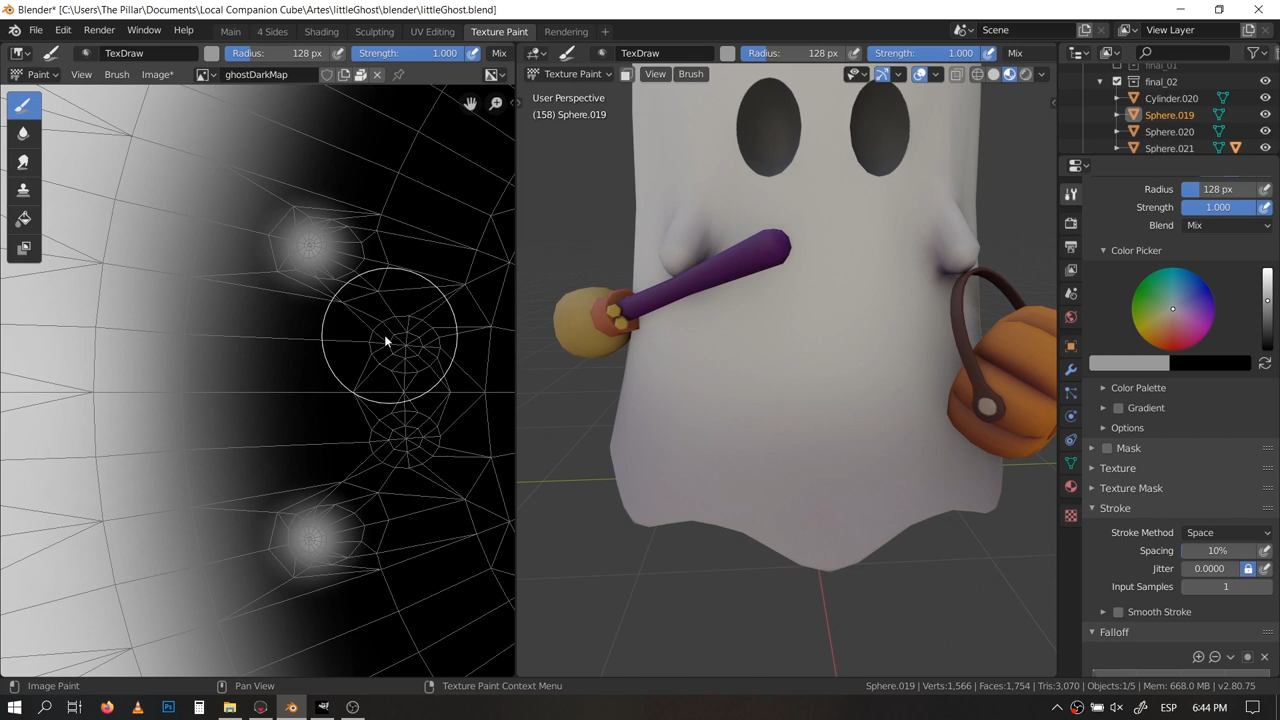 Blender* [C:\Users\The Pillar\Documents\Local Companion Cube\Artes\littleGhost\blender\littleGhost.blend]
File Edit Render Window Help Main 4 Sides Shading Sculpting UV Editing Texture Paint Rendering Scene View Layer
TexDraw Radius: 128 px Strength: 1.000 Mix TexDraw Radius: 128 px Strength: 1.000 Mix
Paint View Brush Image* ghostDarkMap Texture Paint View Brush
final_01
final_02
User Perspective
(158) Sphere.019
Cylinder.020
Sphere.019
Sphere.020
Sphere.021
Radius 128 px
Strength 1.000
Blend Mix
Color Picker
Color Palette
Gradient
Options
Mask
Texture
Texture Mask
Stroke
Stroke Method Space
Spacing 10%
Jitter 0.0000
Input Samples 1
Smooth Stroke
Falloff
Image Paint Pan View Texture Paint Context Menu Sphere.019 | Verts:1,566 | Faces:1,754 | Tris:3,070 | Objects:1/5 | Mem: 668.0 MB | v2.80.75
ESP 6:44 PM